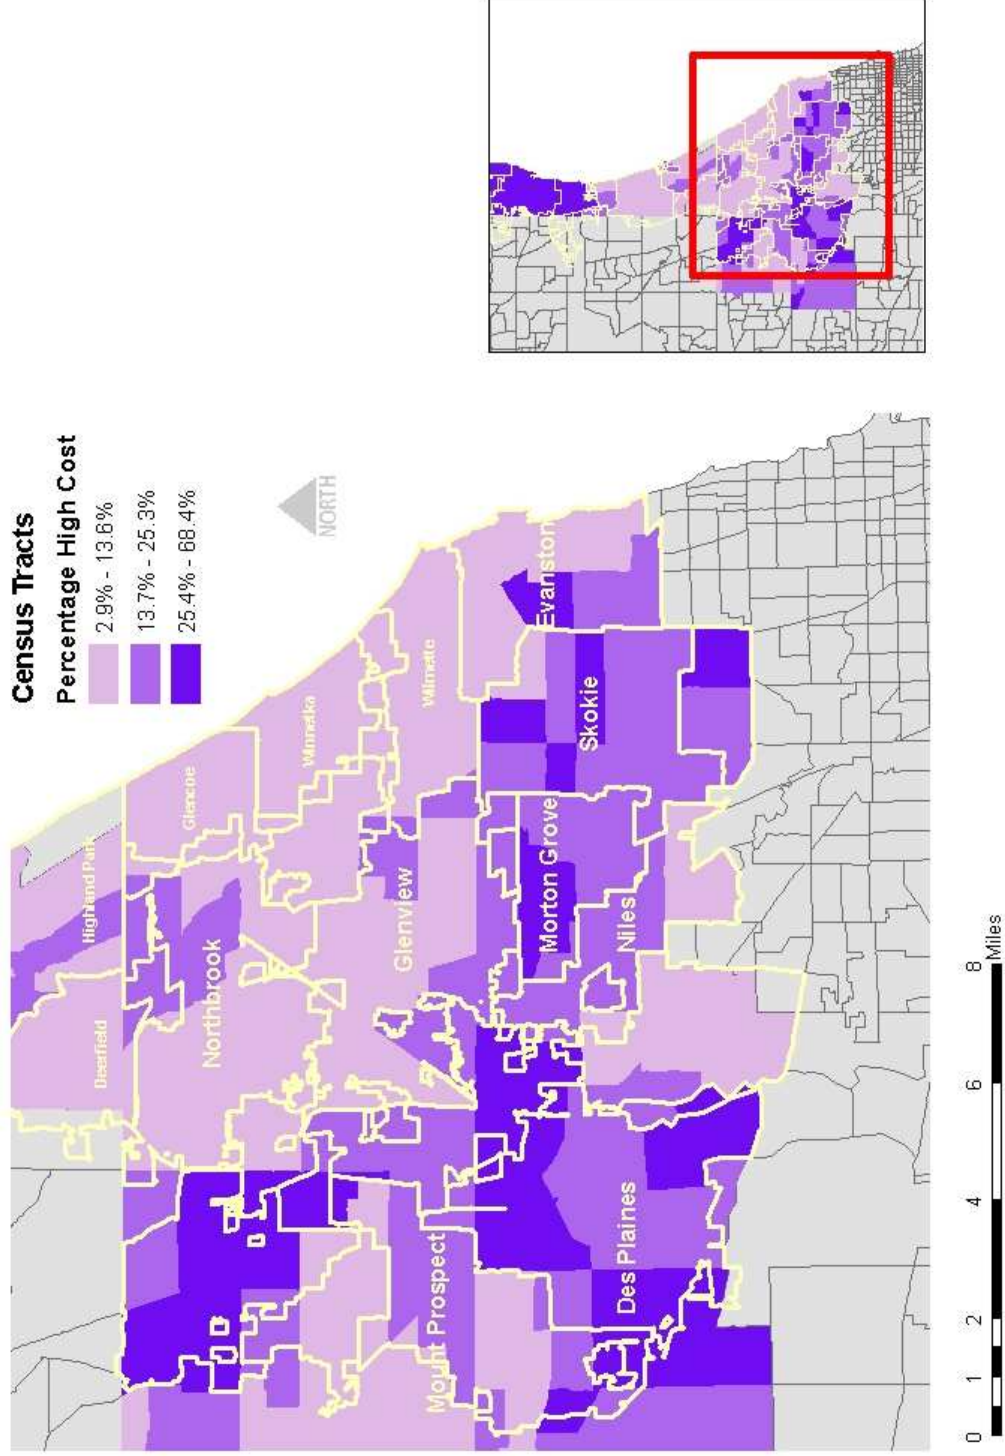 Census Tracts
Percentage High Cost
2.9% - 13.6%
13.7% - 25.3%
25.4% - 68.4%
NORTH
Highland Park
Deerfield
Glencoe
Northbrook
Winnetka
Glenview
Wilmette
Mount Prospect
Morton Grove
Evanston
Skokie
Niles
Des Plaines
0 1 2 4 6 8
Miles